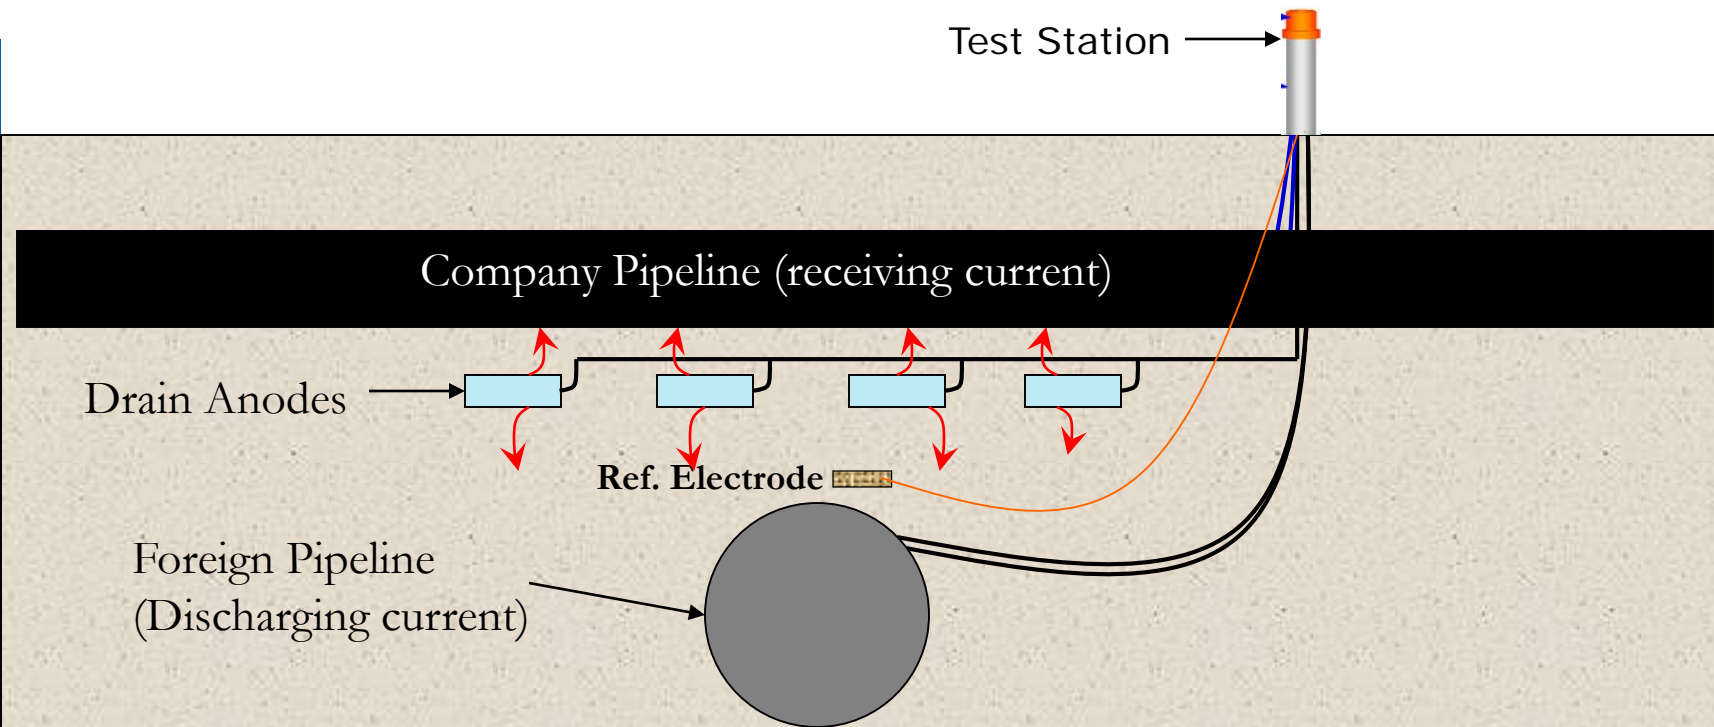 Test Station
Company Pipeline (receiving current)
Drain Anodes
Ref. Electrode
Foreign Pipeline
(Discharging current)